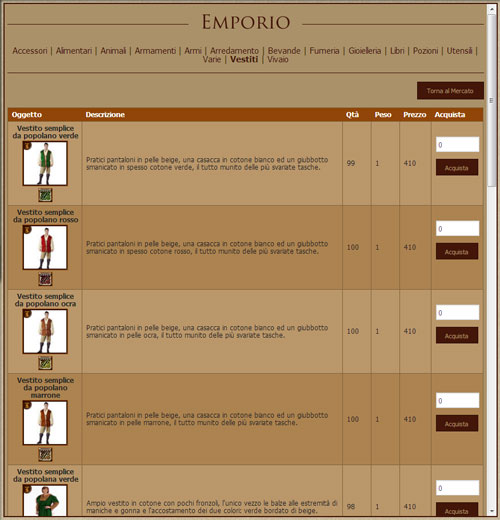 EMPORIO
Accessori | Alimentari | Animali | Armamenti | Armi | Arredamento | Bevande | Fumeria | Gioielleria | Libri | Pozioni | Utensili |
Varie | Vestiti | Vivaio
Torna al Mercato
Oggetto Descrizione Qtà Peso Prezzo Acquista
Vestito semplice
da popolano verde
Pratici pantaloni in pelle beige, una casacca in cotone bianco ed un giubbotto
smanicato in spesso cotone verde, il tutto munito delle più svariate tasche.
99 1 410
0
Acquista
Vestito semplice
da popolano rosso
Pratici pantaloni in pelle beige, una casacca in cotone bianco ed un giubbotto
smanicato in spesso cotone rosso, il tutto munito delle più svariate tasche.
100 1 410
0
Acquista
Vestito semplice
da popolano ocra
Pratici pantaloni in pelle beige, una casacca in cotone bianco ed un giubbotto
smanicato in pelle ocra, il tutto munito delle più svariate tasche.
100 1 410
0
Acquista
Vestito semplice
da popolano
marrone
Pratici pantaloni in pelle beige, una casacca in cotone bianco ed un giubbotto
smanicato in pelle marrone, il tutto munito delle più svariate tasche.
100 1 410
0
Acquista
Vestito semplice
da popolana verde
Ampio vestito in cotone con pochi fronzoli, l'unico vezzo le balze alle estremità di
maniche e gonna e l'accostamento dei due colori: verde bordato di beige.
98 1 410
0
Acquista